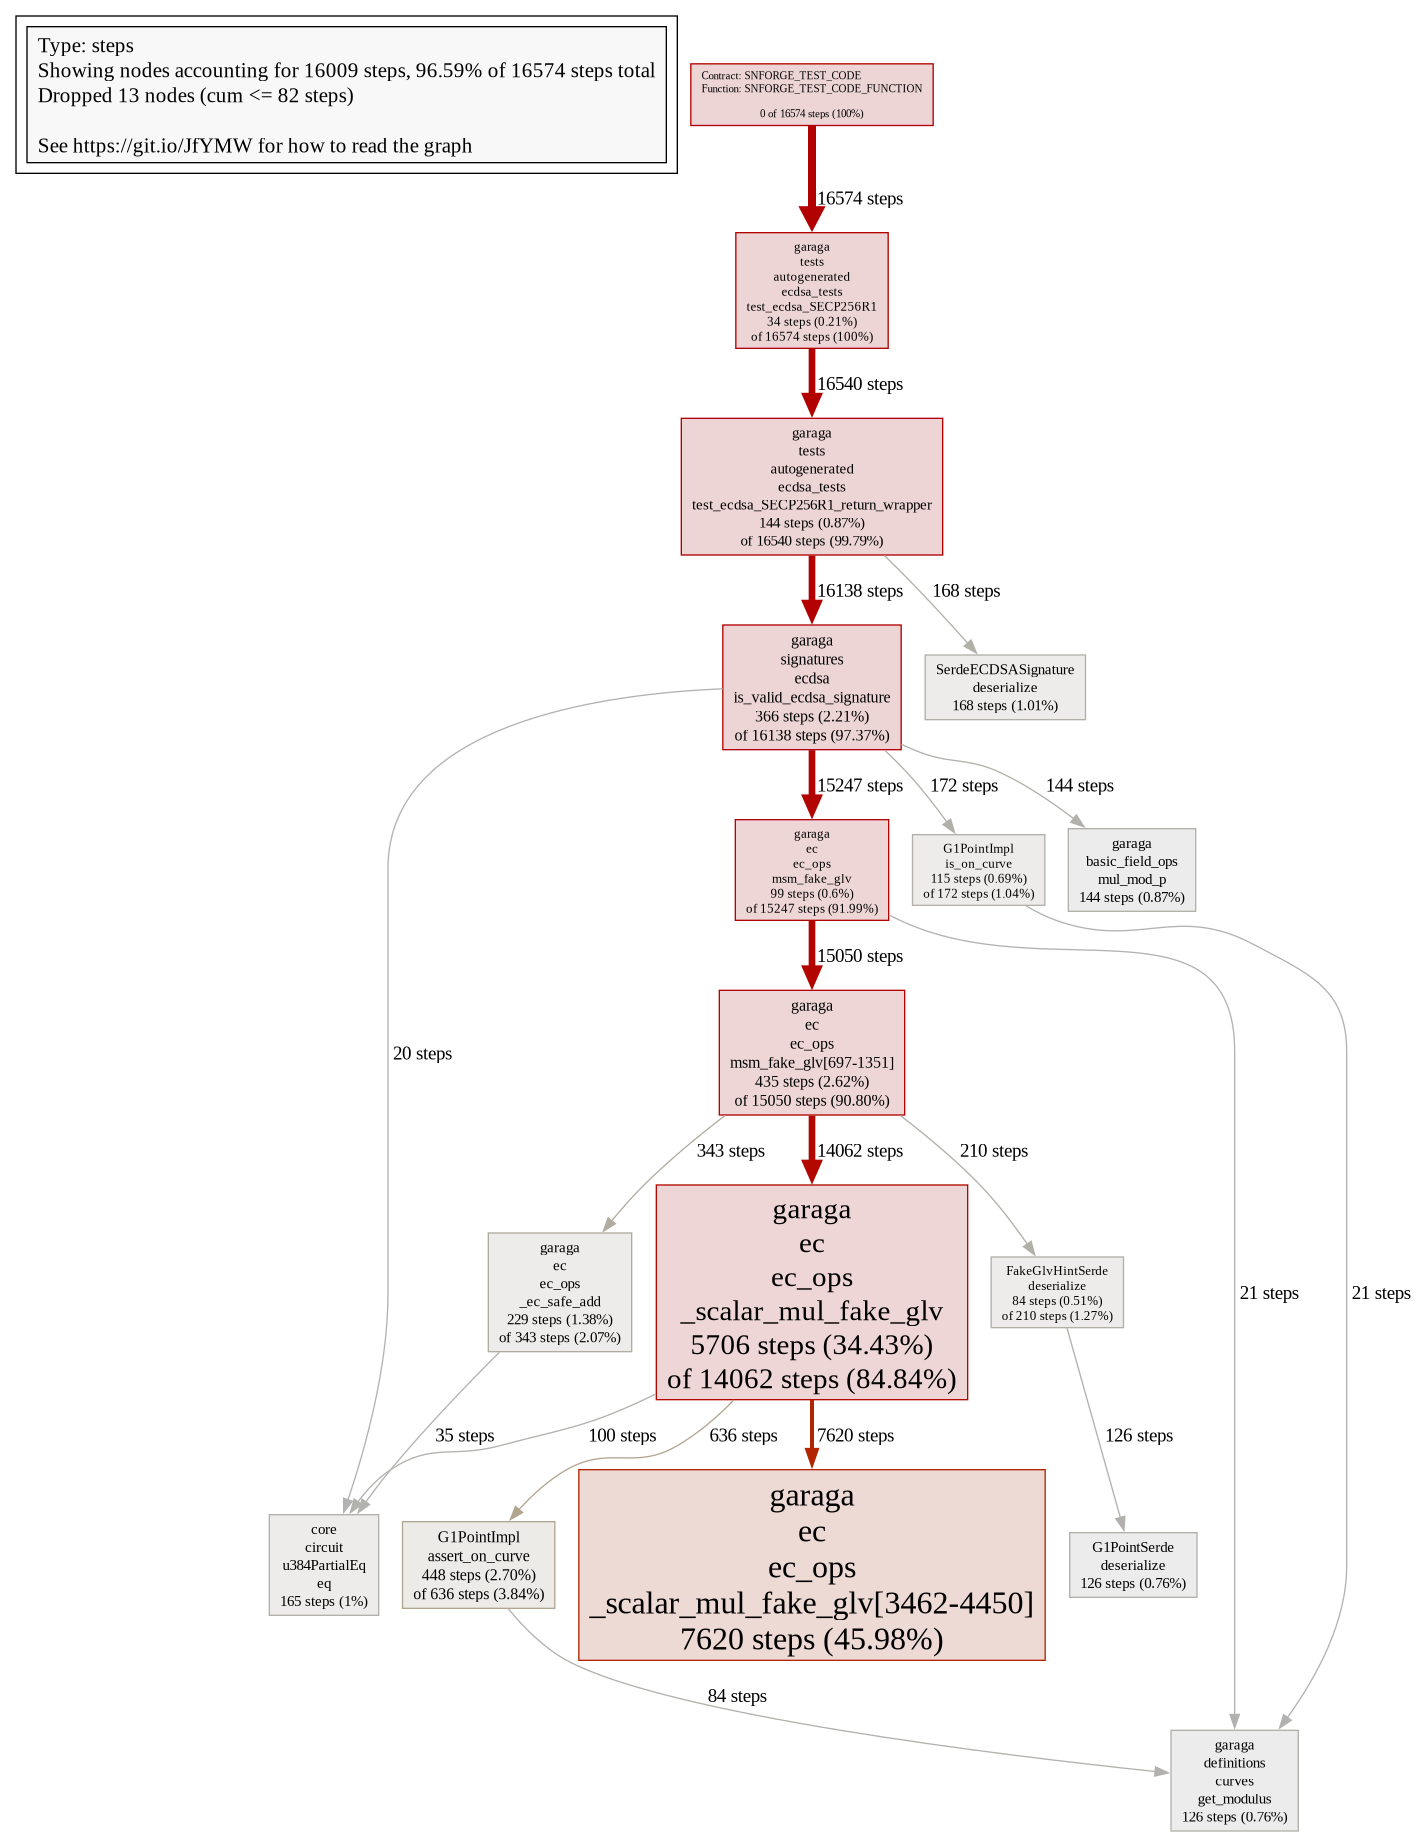 Type: steps
Showing nodes accounting for 16009 steps, 96.59% of 16574 steps total
Dropped 13 nodes (cum <= 82 steps)
See https://git.io/JfYMW for how to read the graph
Contract: SNFORGE_TEST_CODE
Function: SNFORGE_TEST_CODE_FUNCTION
0 of 16574 steps (100%)
16574 steps
garaga
tests
autogenerated
ecdsa_tests
test_ecdsa_SECP256R1
34 steps (0.21%)
of 16574 steps (100%)
16540 steps
garaga
tests
autogenerated
ecdsa_tests
test_ecdsa_SECP256R1_return_wrapper
144 steps (0.87%)
of 16540 steps (99.79%)
16138 steps
168 steps
garaga
signatures
ecdsa
is_valid_ecdsa_signature
366 steps (2.21%)
of 16138 steps (97.37%)
SerdeECDSASignature
deserialize
168 steps (1.01%)
15247 steps
172 steps
144 steps
garaga
ec
ec_ops
msm_fake_glv
99 steps (0.6%)
of 15247 steps (91.99%)
G1PointImpl
is_on_curve
115 steps (0.69%)
of 172 steps (1.04%)
garaga
basic_field_ops
mul_mod_p
144 steps (0.87%)
15050 steps
garaga
ec
ec_ops
msm_fake_glv[697-1351]
435 steps (2.62%)
of 15050 steps (90.80%)
20 steps
343 steps
14062 steps
210 steps
garaga
ec
ec_ops
_ec_safe_add
229 steps (1.38%)
of 343 steps (2.07%)
garaga
ec
ec_ops
_scalar_mul_fake_glv
5706 steps (34.43%)
of 14062 steps (84.84%)
FakeGlvHintSerde
deserialize
84 steps (0.51%)
of 210 steps (1.27%)
21 steps
21 steps
35 steps
100 steps
636 steps
7620 steps
126 steps
core
circuit
u384PartialEq
eq
165 steps (1%)
G1PointImpl
assert_on_curve
448 steps (2.70%)
of 636 steps (3.84%)
garaga
ec
ec_ops
_scalar_mul_fake_glv[3462-4450]
7620 steps (45.98%)
G1PointSerde
deserialize
126 steps (0.76%)
84 steps
garaga
definitions
curves
get_modulus
126 steps (0.76%)